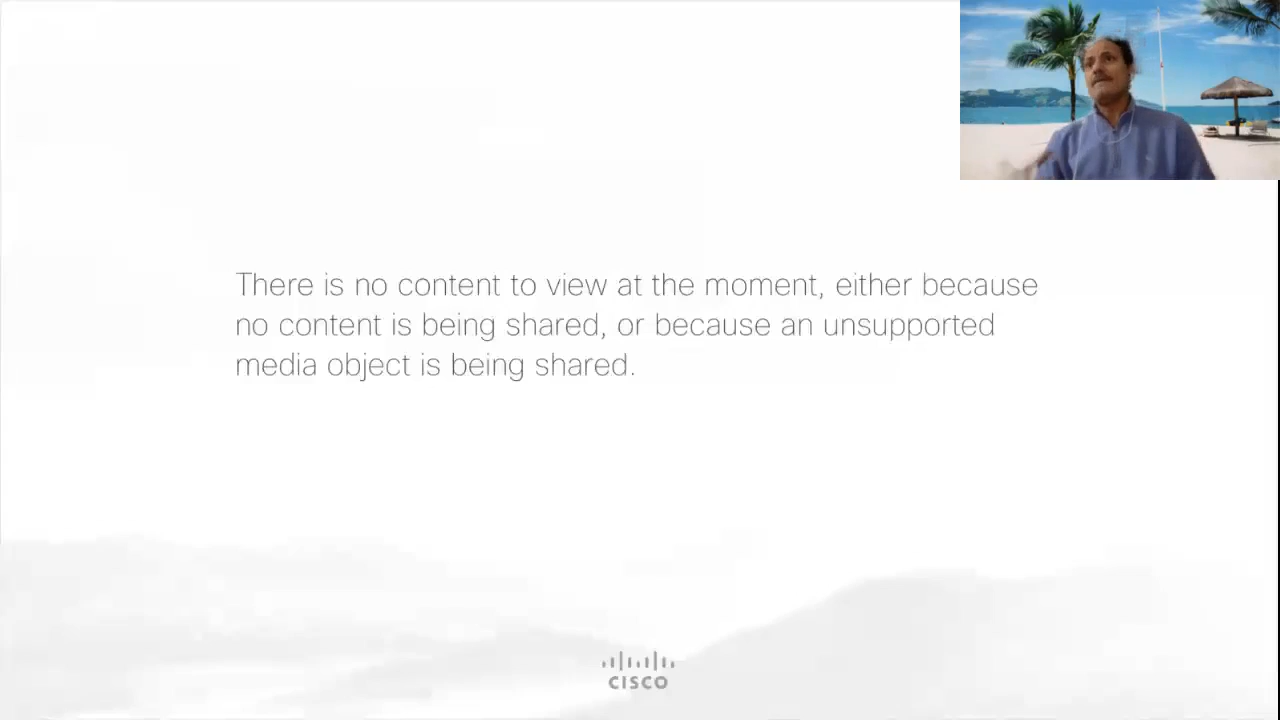 There is no content to view at the moment, either because
no content is being shared, or because an unsupported
media object is being shared.
CISCO